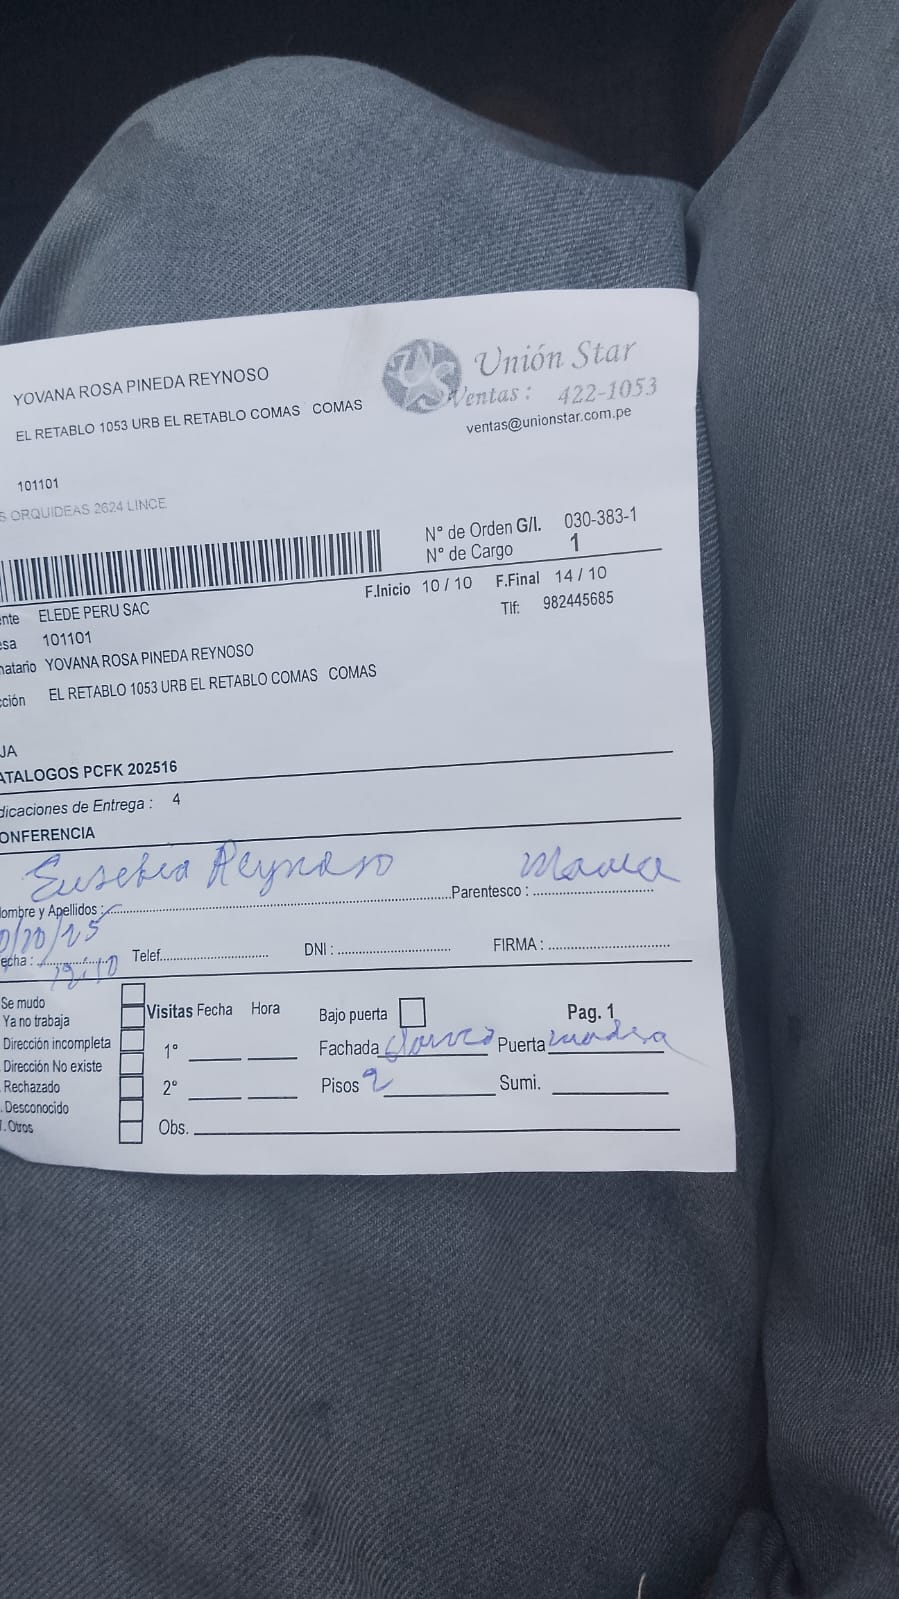 YOVANA ROSA PINEDA REYNOSO
EL RETABLO 1053 URB EL RETABLO COMAS COMAS
Unión Star
Ventas: 422-1053
ventas@unionstar.com.pe
101101
S ORQUIDEAS 2624 LINCE
N° de Orden G/I. 030-383-1
N° de Cargo 1
F.Inicio 10 / 10 F.Final 14 / 10
Tlf: 982445685
nte ELEDE PERU SAC
sa 101101
natario YOVANA ROSA PINEDA REYNOSO
cción EL RETABLO 1053 URB EL RETABLO COMAS COMAS
JA
ATALOGOS PCFK 202516
dicaciones de Entrega : 4
ONFERENCIA
Eusebia Reynoso
ombre y Apellidos : Parentesco :
/10/25
echa : 12:10 Telef. DNI : FIRMA :
Se mudo
Ya no trabaja
Dirección incompleta
Dirección No existe
Rechazado
. Desconocido
. Otros
Visitas Fecha Hora
1°
2°
Obs.
Bajo puerta Pag. 1
Fachada Puerta madera
Pisos 2 Sumi.